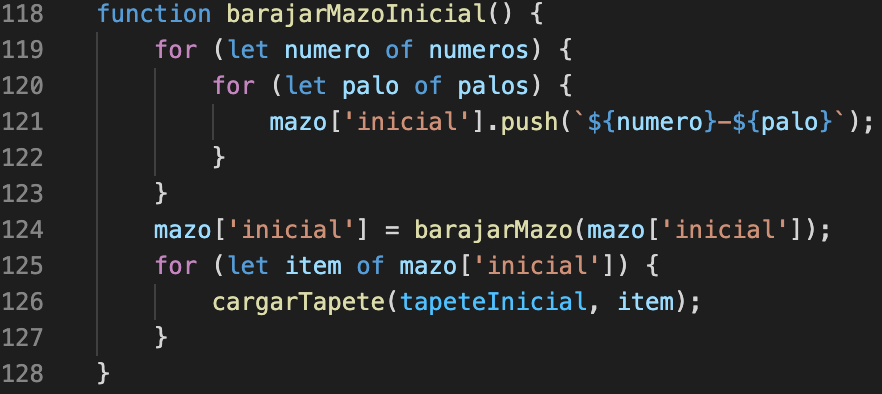 118 function barajarMazoInicial() {
119 for (let numero of numeros) {
120 for (let palo of palos) {
121 mazo['inicial'].push(`${numero}-${palo}`);
122 }
123 }
124 mazo['inicial'] = barajarMazo(mazo['inicial']);
125 for (let item of mazo['inicial']) {
126 cargarTapete(tapeteInicial, item);
127 }
128 }